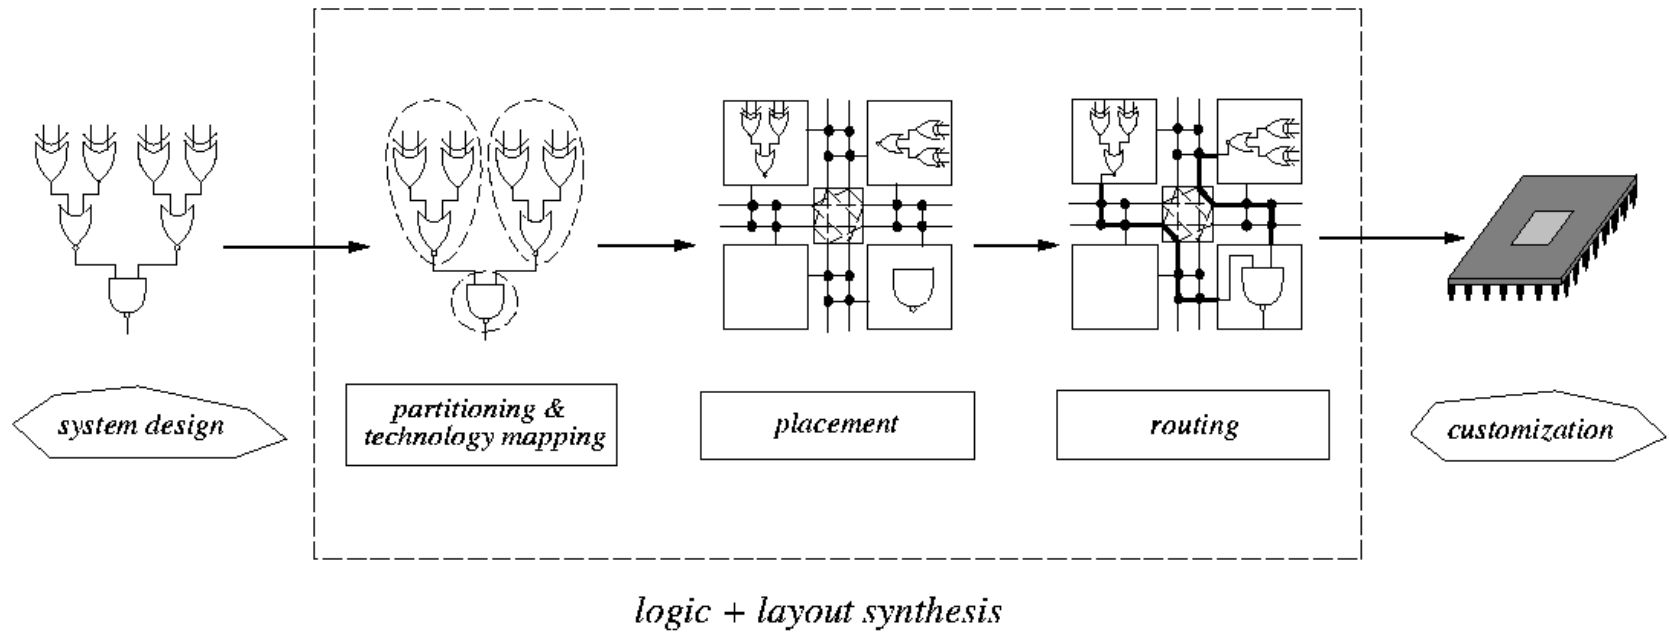 system design
partitioning &
technology mapping
placement
routing
customization
logic + layout synthesis